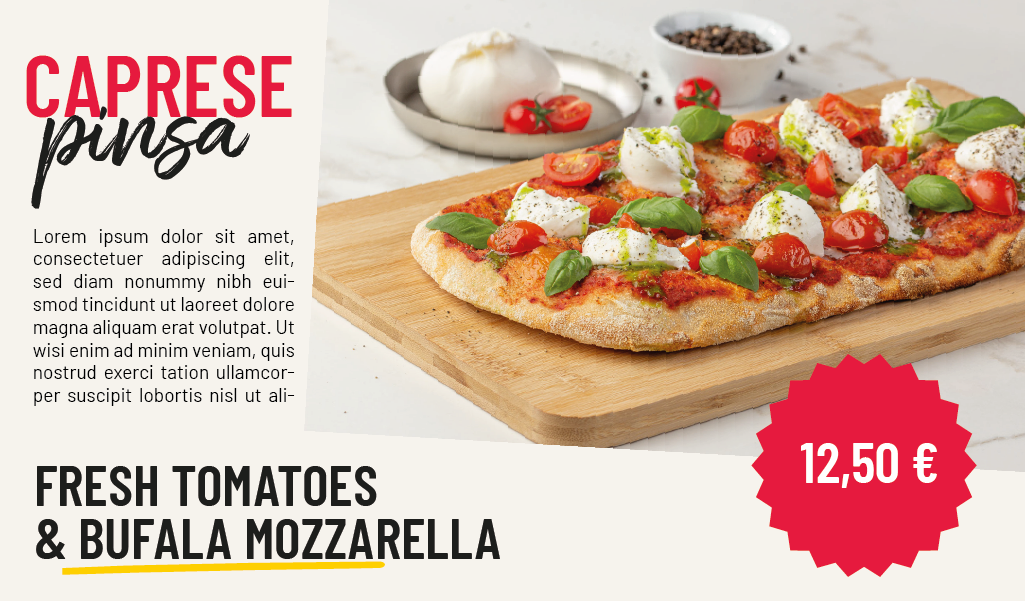 CAPRESE
pinsa
Lorem ipsum dolor sit amet,
consectetuer adipiscing elit,
sed diam nonummy nibh eui-
smod tincidunt ut laoreet dolore
magna aliquam erat volutpat. Ut
wisi enim ad minim veniam, quis
nostrud exerci tation ullamcor-
per suscipit lobortis nisl ut ali-
FRESH TOMATOES
& BUFALA MOZZARELLA
12,50 €